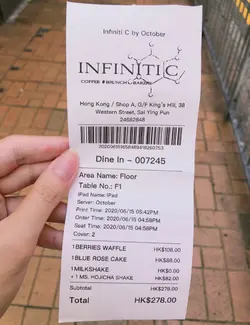 Infiniti C by October
INFINITI C
COFFEE BRUNCH BAKERY
Hong Kong / Shop A, G/F King's Hill, 38
Western Street, Sai Ying Pun
24682848
Dine In - 007245
Area Name: Floor
Table No.: F1
iPad Name: iPad
Server: October
Print Time: 2020/06/15 05:42PM
Order Time: 2020/06/15 04:58PM
Seat Time: 2020/06/15 04:58PM
Cover: 2
1 BERRIES WAFFLE HK$108.00
1 BLUE ROSE CAKE HK$88.00
1 MILKSHAKE HK$0.00
+ 1 MS. HOJICHA SHAKE HK$82.00
Subtotal HK$278.00
Total HK$278.00